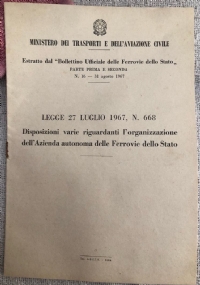 MINISTERO DEI TRASPORTI E DELL'AVIAZIONE CIVILE
Estratto dal "Bollettino Ufficiale delle Ferrovie dello Stato„
PARTE PRIMA E SECONDA
N. 16 - 31 agosto 1967
LEGGE 27 LUGLIO 1967, N. 668
Disposizioni varie riguardanti l'organizzazione
dell'Azienda autonoma delle Ferrovie dello Stato